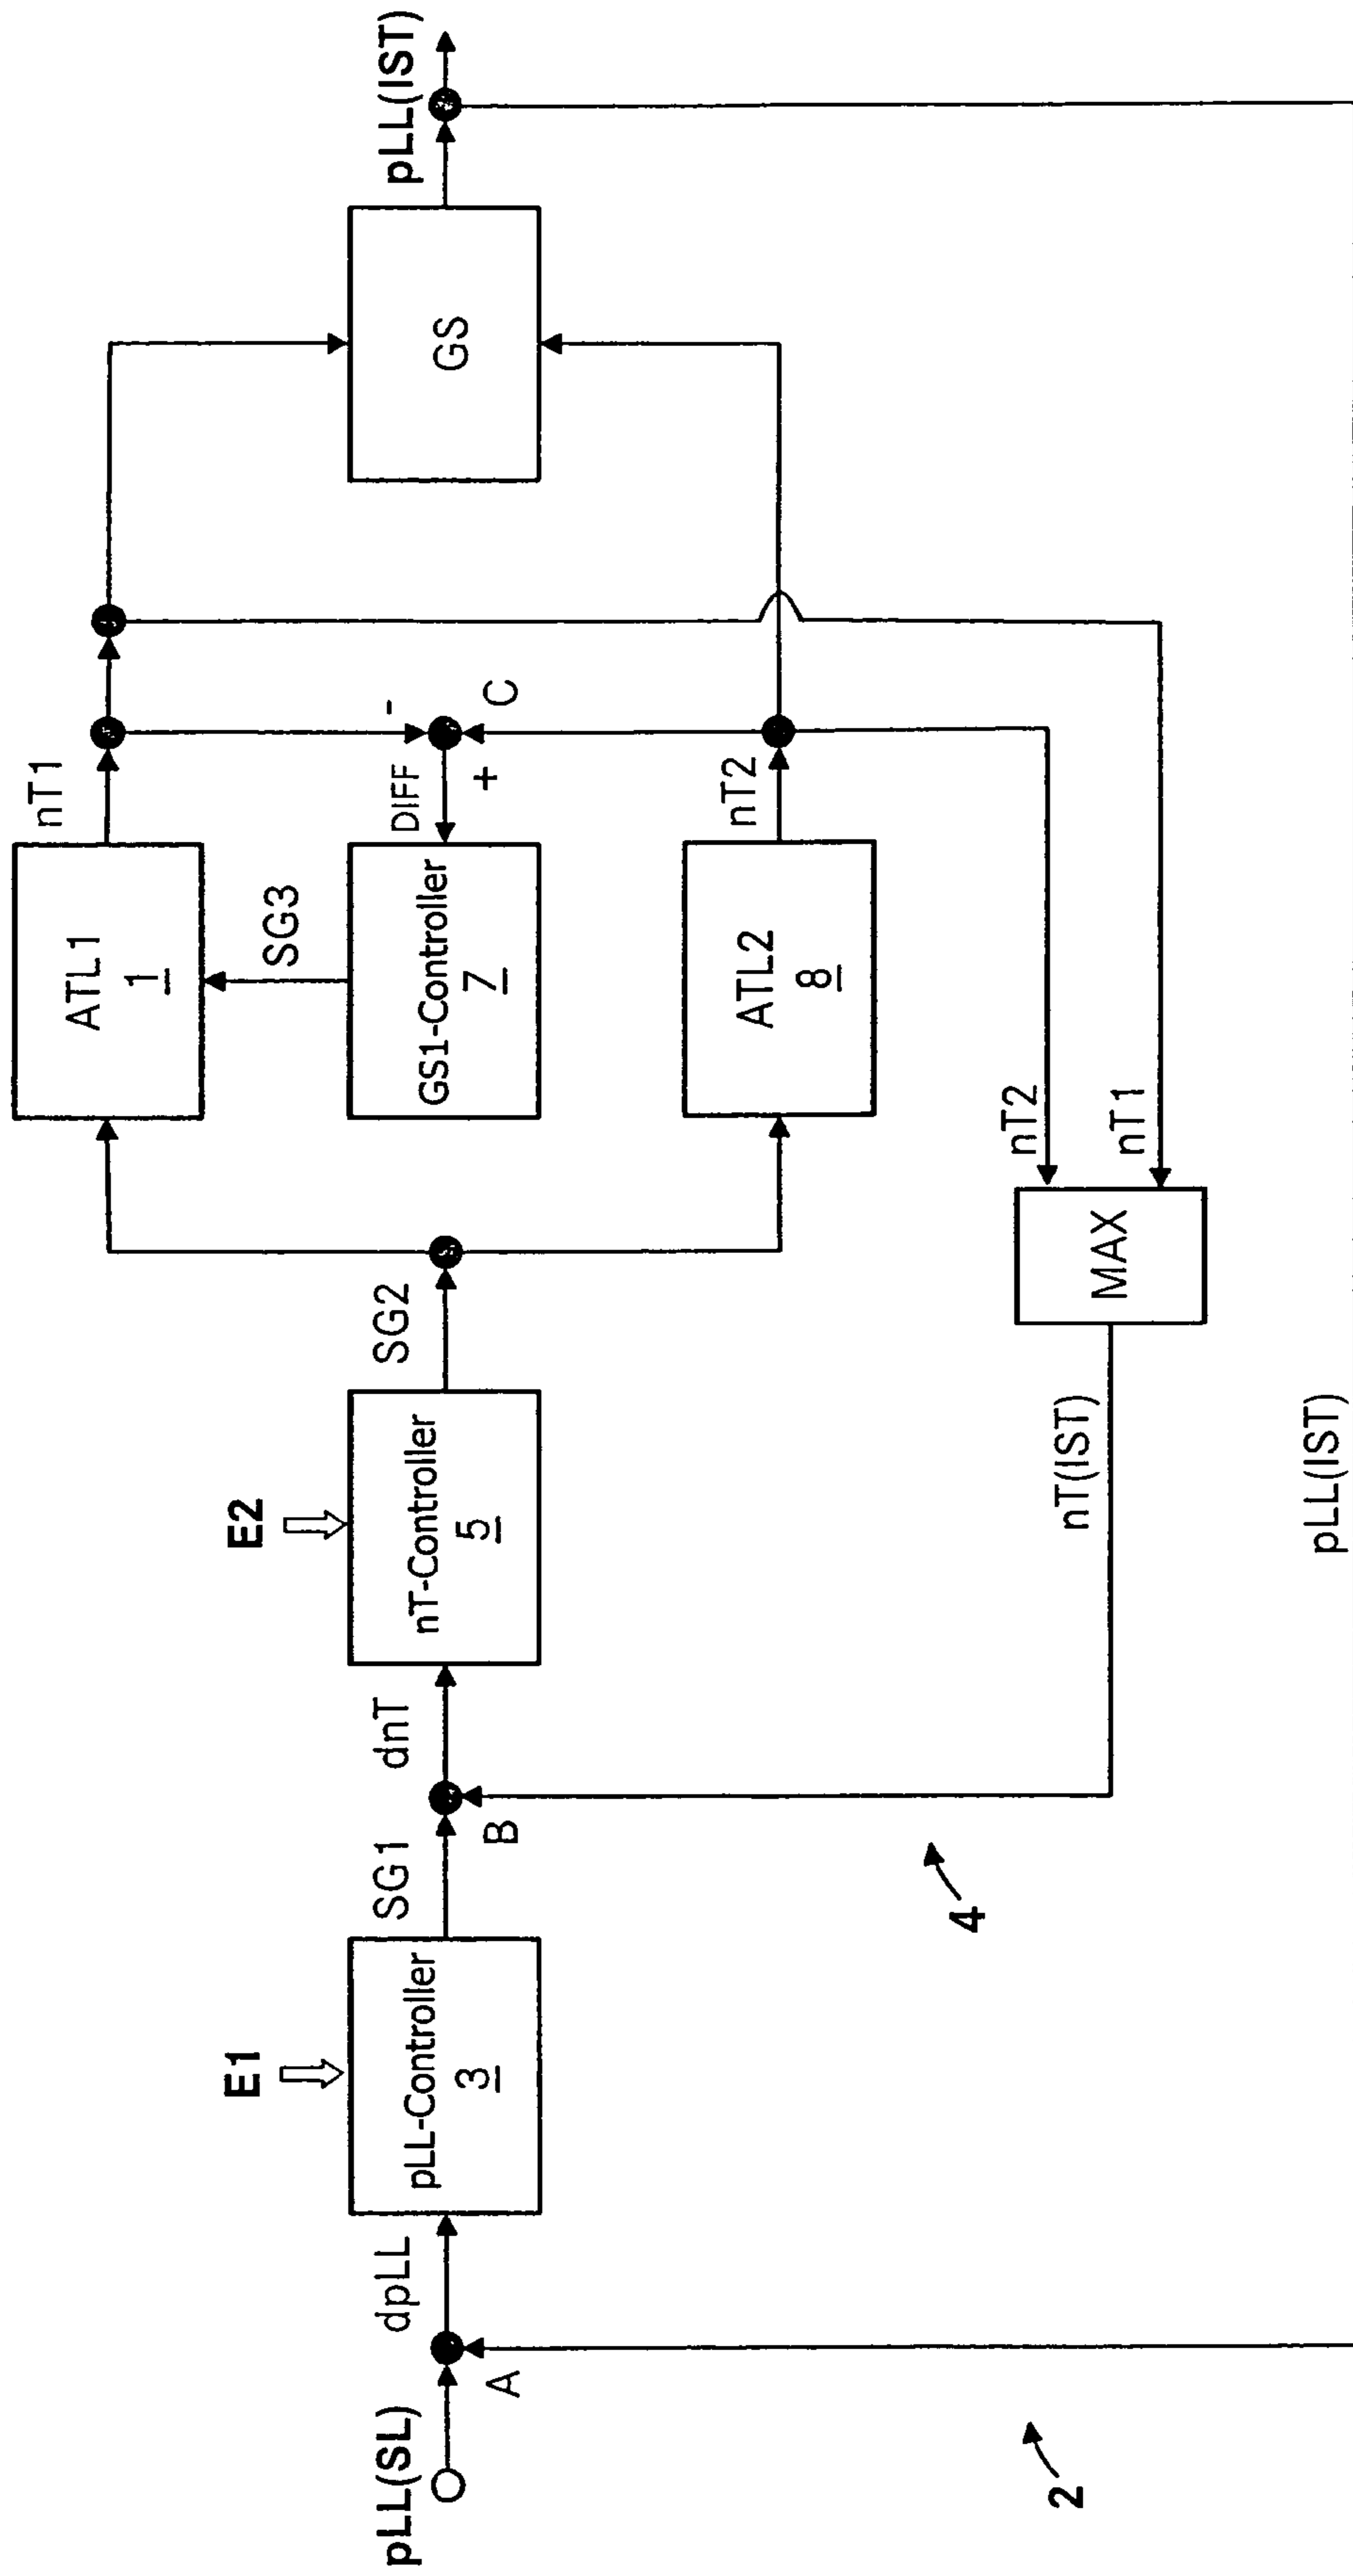 pLL(SL)
A
dpLL
E1
pLL-Controller
3
SG1
B
dnT
E2
nT-Controller
5
SG2
ATL1
1
nT1
SG3
GS1-Controller
7
DIFF
-
+
C
ATL2
8
nT2
GS
pLL(IST)
nT2
nT1
MAX
nT(IST)
4
2
pLL(IST)